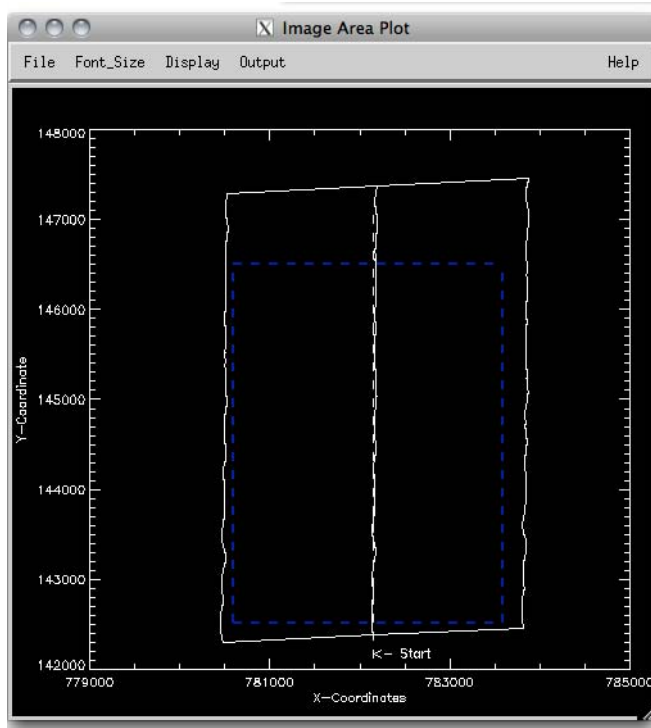 X Image Area Plot
File Font_Size Display Output Help
148000
147000
146000
145000
144000
143000
142000
Y-Coordinate
<- Start
779000 781000 783000 785000
X-Coordinates